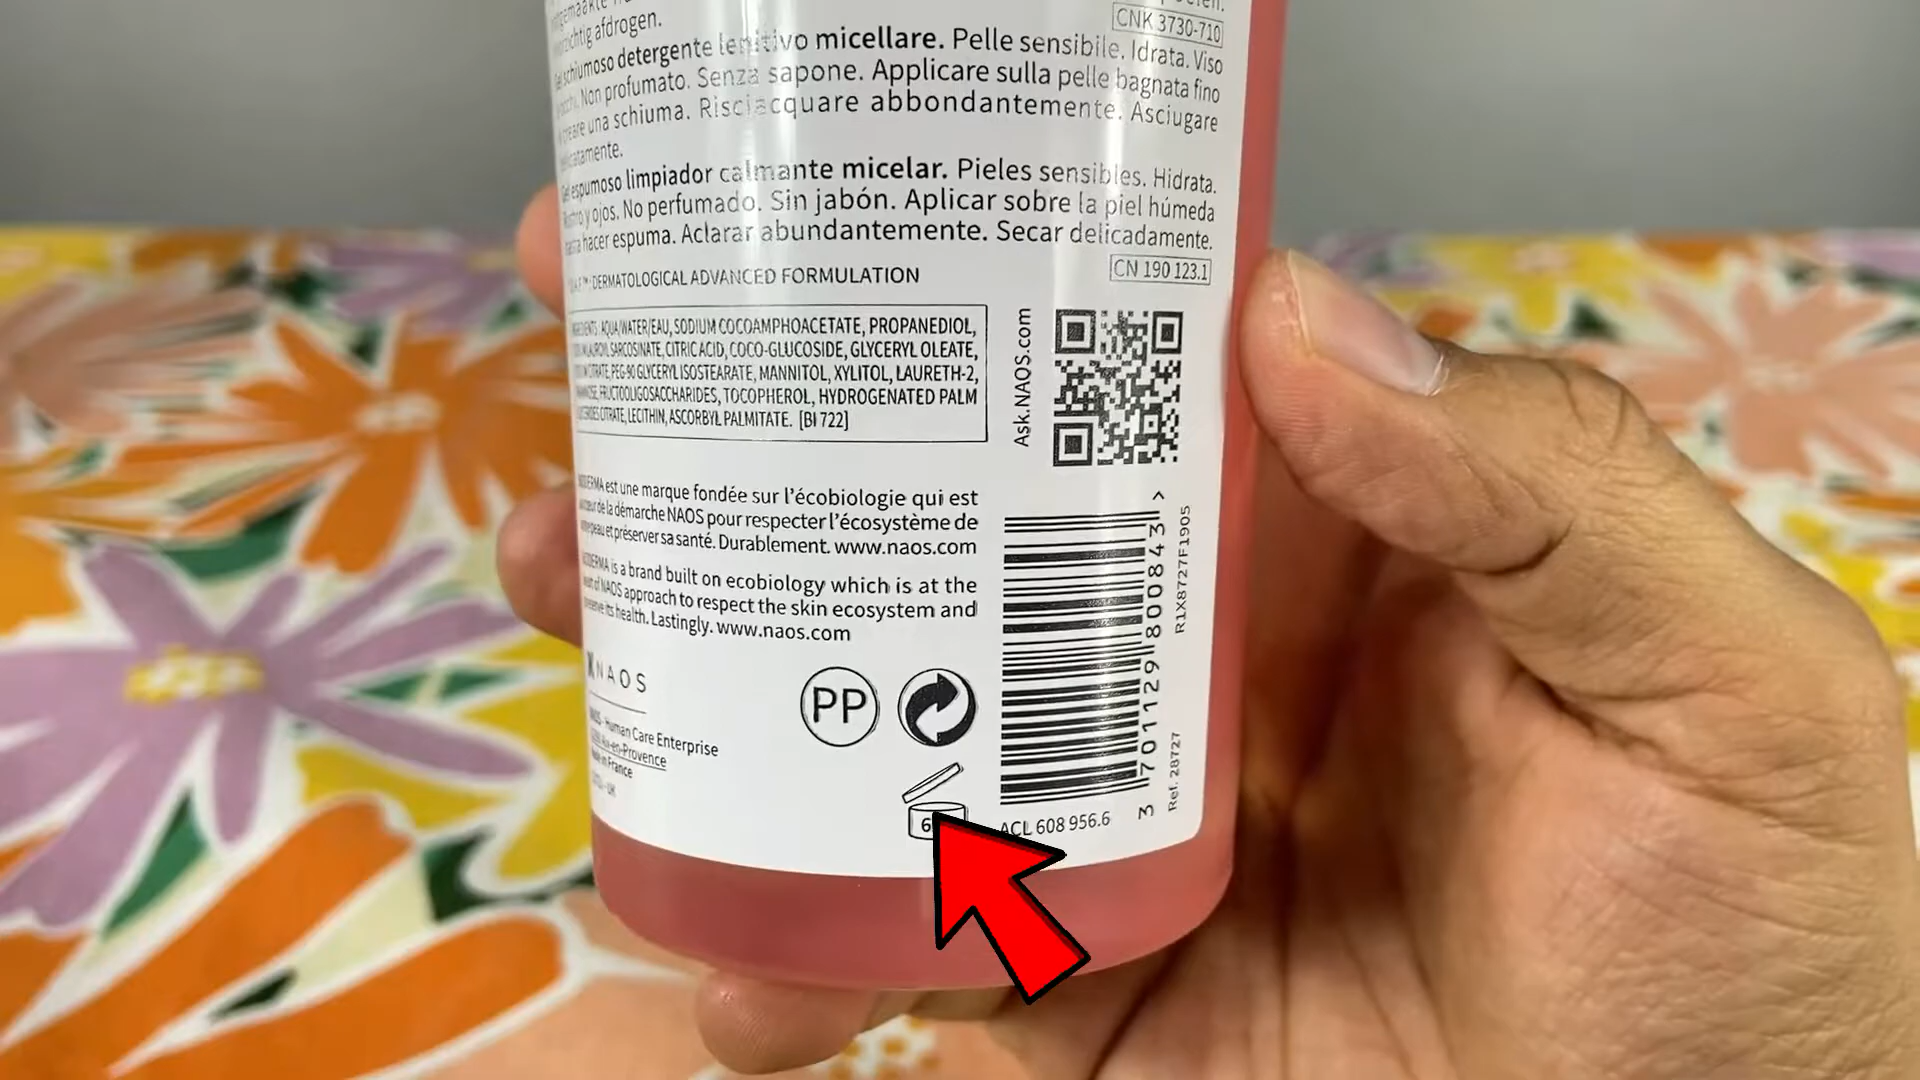 afdrogen.
CNK 3730-710
schiumoso detergente lenitivo micellare. Pelle sensibile. Idrata. Viso
Non profumato. Senza sapone. Applicare sulla pelle bagnata fino
una schiuma. Risciacquare abbondantemente. Asciugare
espumoso limpiador calmante micelar. Pieles sensibles. Hidrata.
y ojos. No perfumado. Sin jabón. Aplicar sobre la piel húmeda
hacer espuma. Aclarar abundantemente. Secar delicadamente.
CN 190 123.1
DERMATOLOGICAL ADVANCED FORMULATION
AQUA/WATER/EAU, SODIUM COCOAMPHOACETATE, PROPANEDIOL,
SARCOSINATE, CITRIC ACID, COCO-GLUCOSIDE, GLYCERYL OLEATE,
PEG-90 GLYCERYL ISOSTEARATE, MANNITOL, XYLITOL, LAURETH-2,
FRUCTOOLIGOSACCHARIDES, TOCOPHEROL, HYDROGENATED PALM
CITRATE, LECITHIN, ASCORBYL PALMITATE. [BI 722]
Ask.NAOS.com
est une marque fondée sur l'écobiologie qui est
de la démarche NAOS pour respecter l'écosystème de
et préserver sa santé. Durablement. www.naos.com
is a brand built on ecobiology which is at the
NAOS approach to respect the skin ecosystem and
its health. Lastingly. www.naos.com
NAOS
Human Care Enterprise
Aix-en-Provence
France
PP
3 701129 800843 >
R1X8727F1905
Ref. 28727
ACL 608 956.6